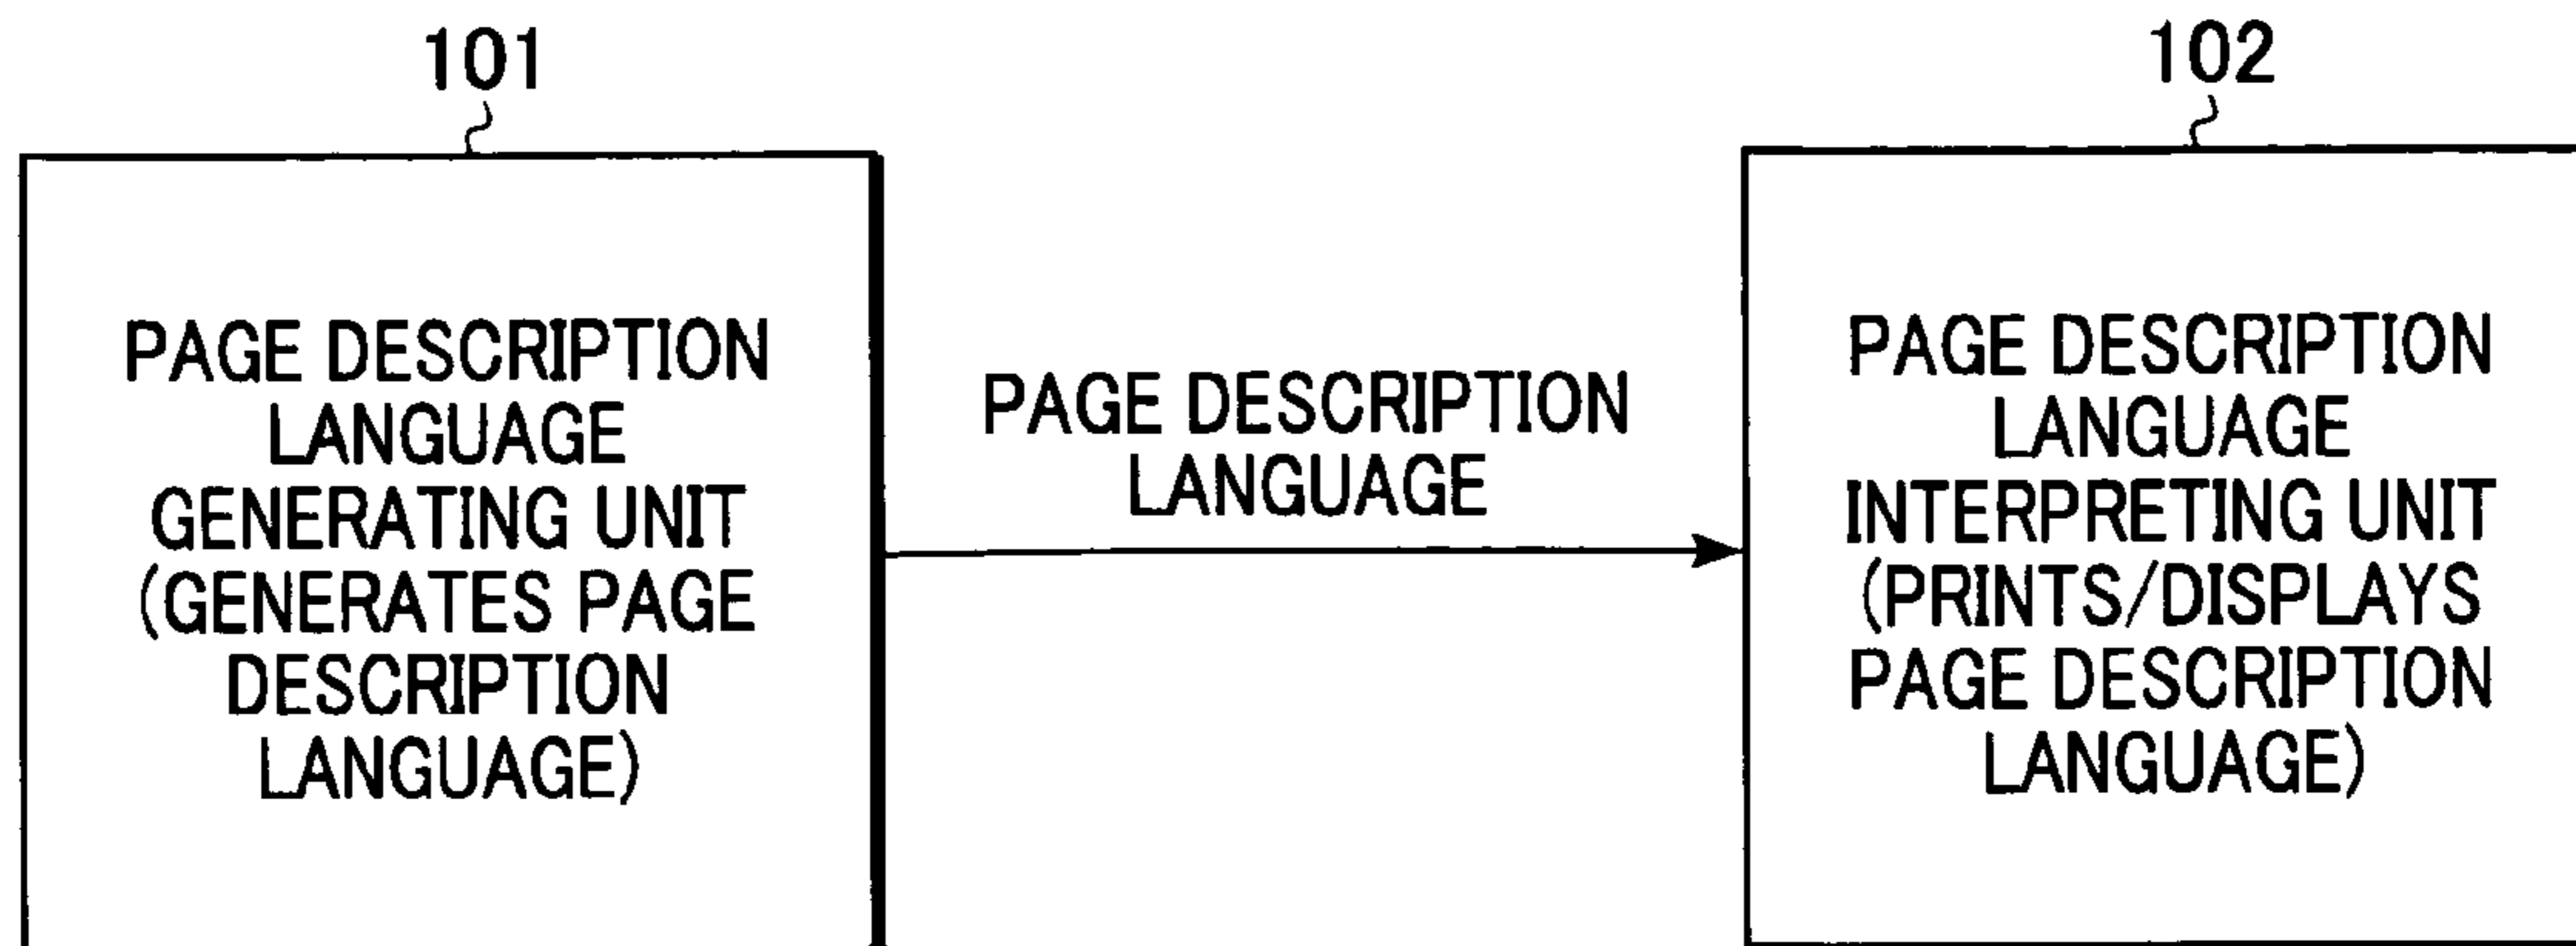 101
PAGE DESCRIPTION
LANGUAGE
GENERATING UNIT
(GENERATES PAGE
DESCRIPTION
LANGUAGE)
PAGE DESCRIPTION
LANGUAGE
102
PAGE DESCRIPTION
LANGUAGE
INTERPRETING UNIT
(PRINTS/DISPLAYS
PAGE DESCRIPTION
LANGUAGE)